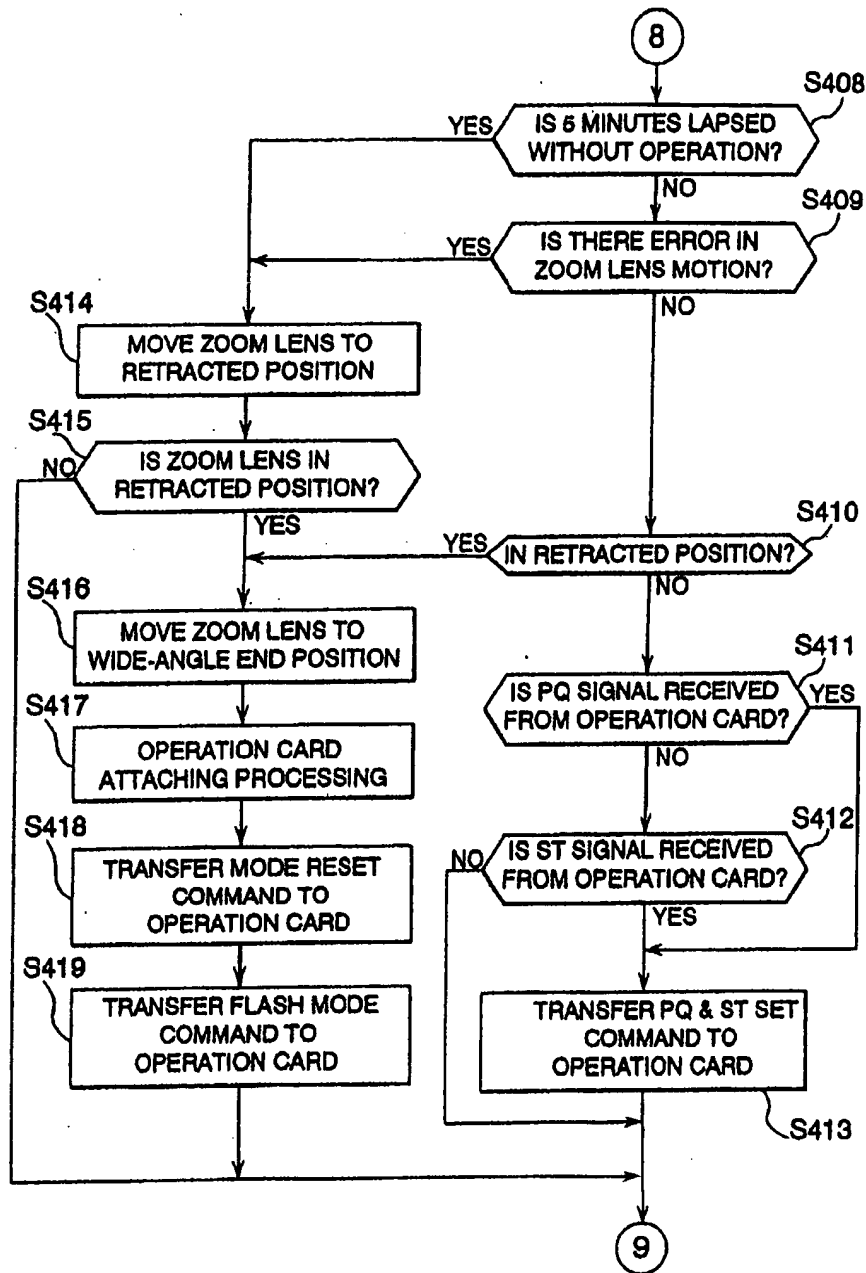 8
S408
YES
IS 5 MINUTES LAPSED
WITHOUT OPERATION?
NO
S409
YES
IS THERE ERROR IN
ZOOM LENS MOTION?
NO
S414
MOVE ZOOM LENS TO
RETRACTED POSITION
S415
NO
IS ZOOM LENS IN
RETRACTED POSITION?
YES
S410
YES
IN RETRACTED POSITION?
NO
S416
MOVE ZOOM LENS TO
WIDE-ANGLE END POSITION
S411
IS PQ SIGNAL RECEIVED
FROM OPERATION CARD?
YES
NO
S417
OPERATION CARD
ATTACHING PROCESSING
S418
TRANSFER MODE RESET
COMMAND TO
OPERATION CARD
S412
NO
IS ST SIGNAL RECEIVED
FROM OPERATION CARD?
YES
S419
TRANSFER FLASH MODE
COMMAND TO
OPERATION CARD
TRANSFER PQ & ST SET
COMMAND TO
OPERATION CARD
S413
9